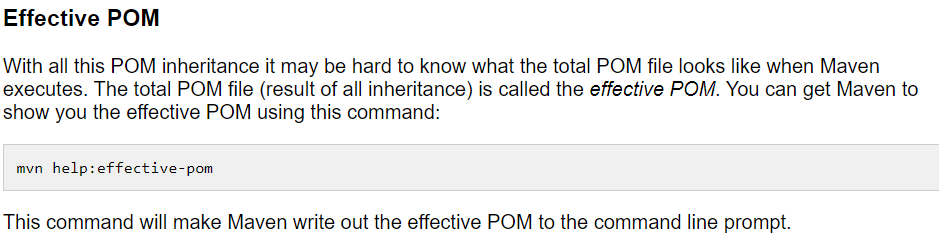 Effective POM
With all this POM inheritance it may be hard to know what the total POM file looks like when Maven
executes. The total POM file (result of all inheritance) is called the effective POM. You can get Maven to
show you the effective POM using this command:
mvn help:effective-pom
This command will make Maven write out the effective POM to the command line prompt.